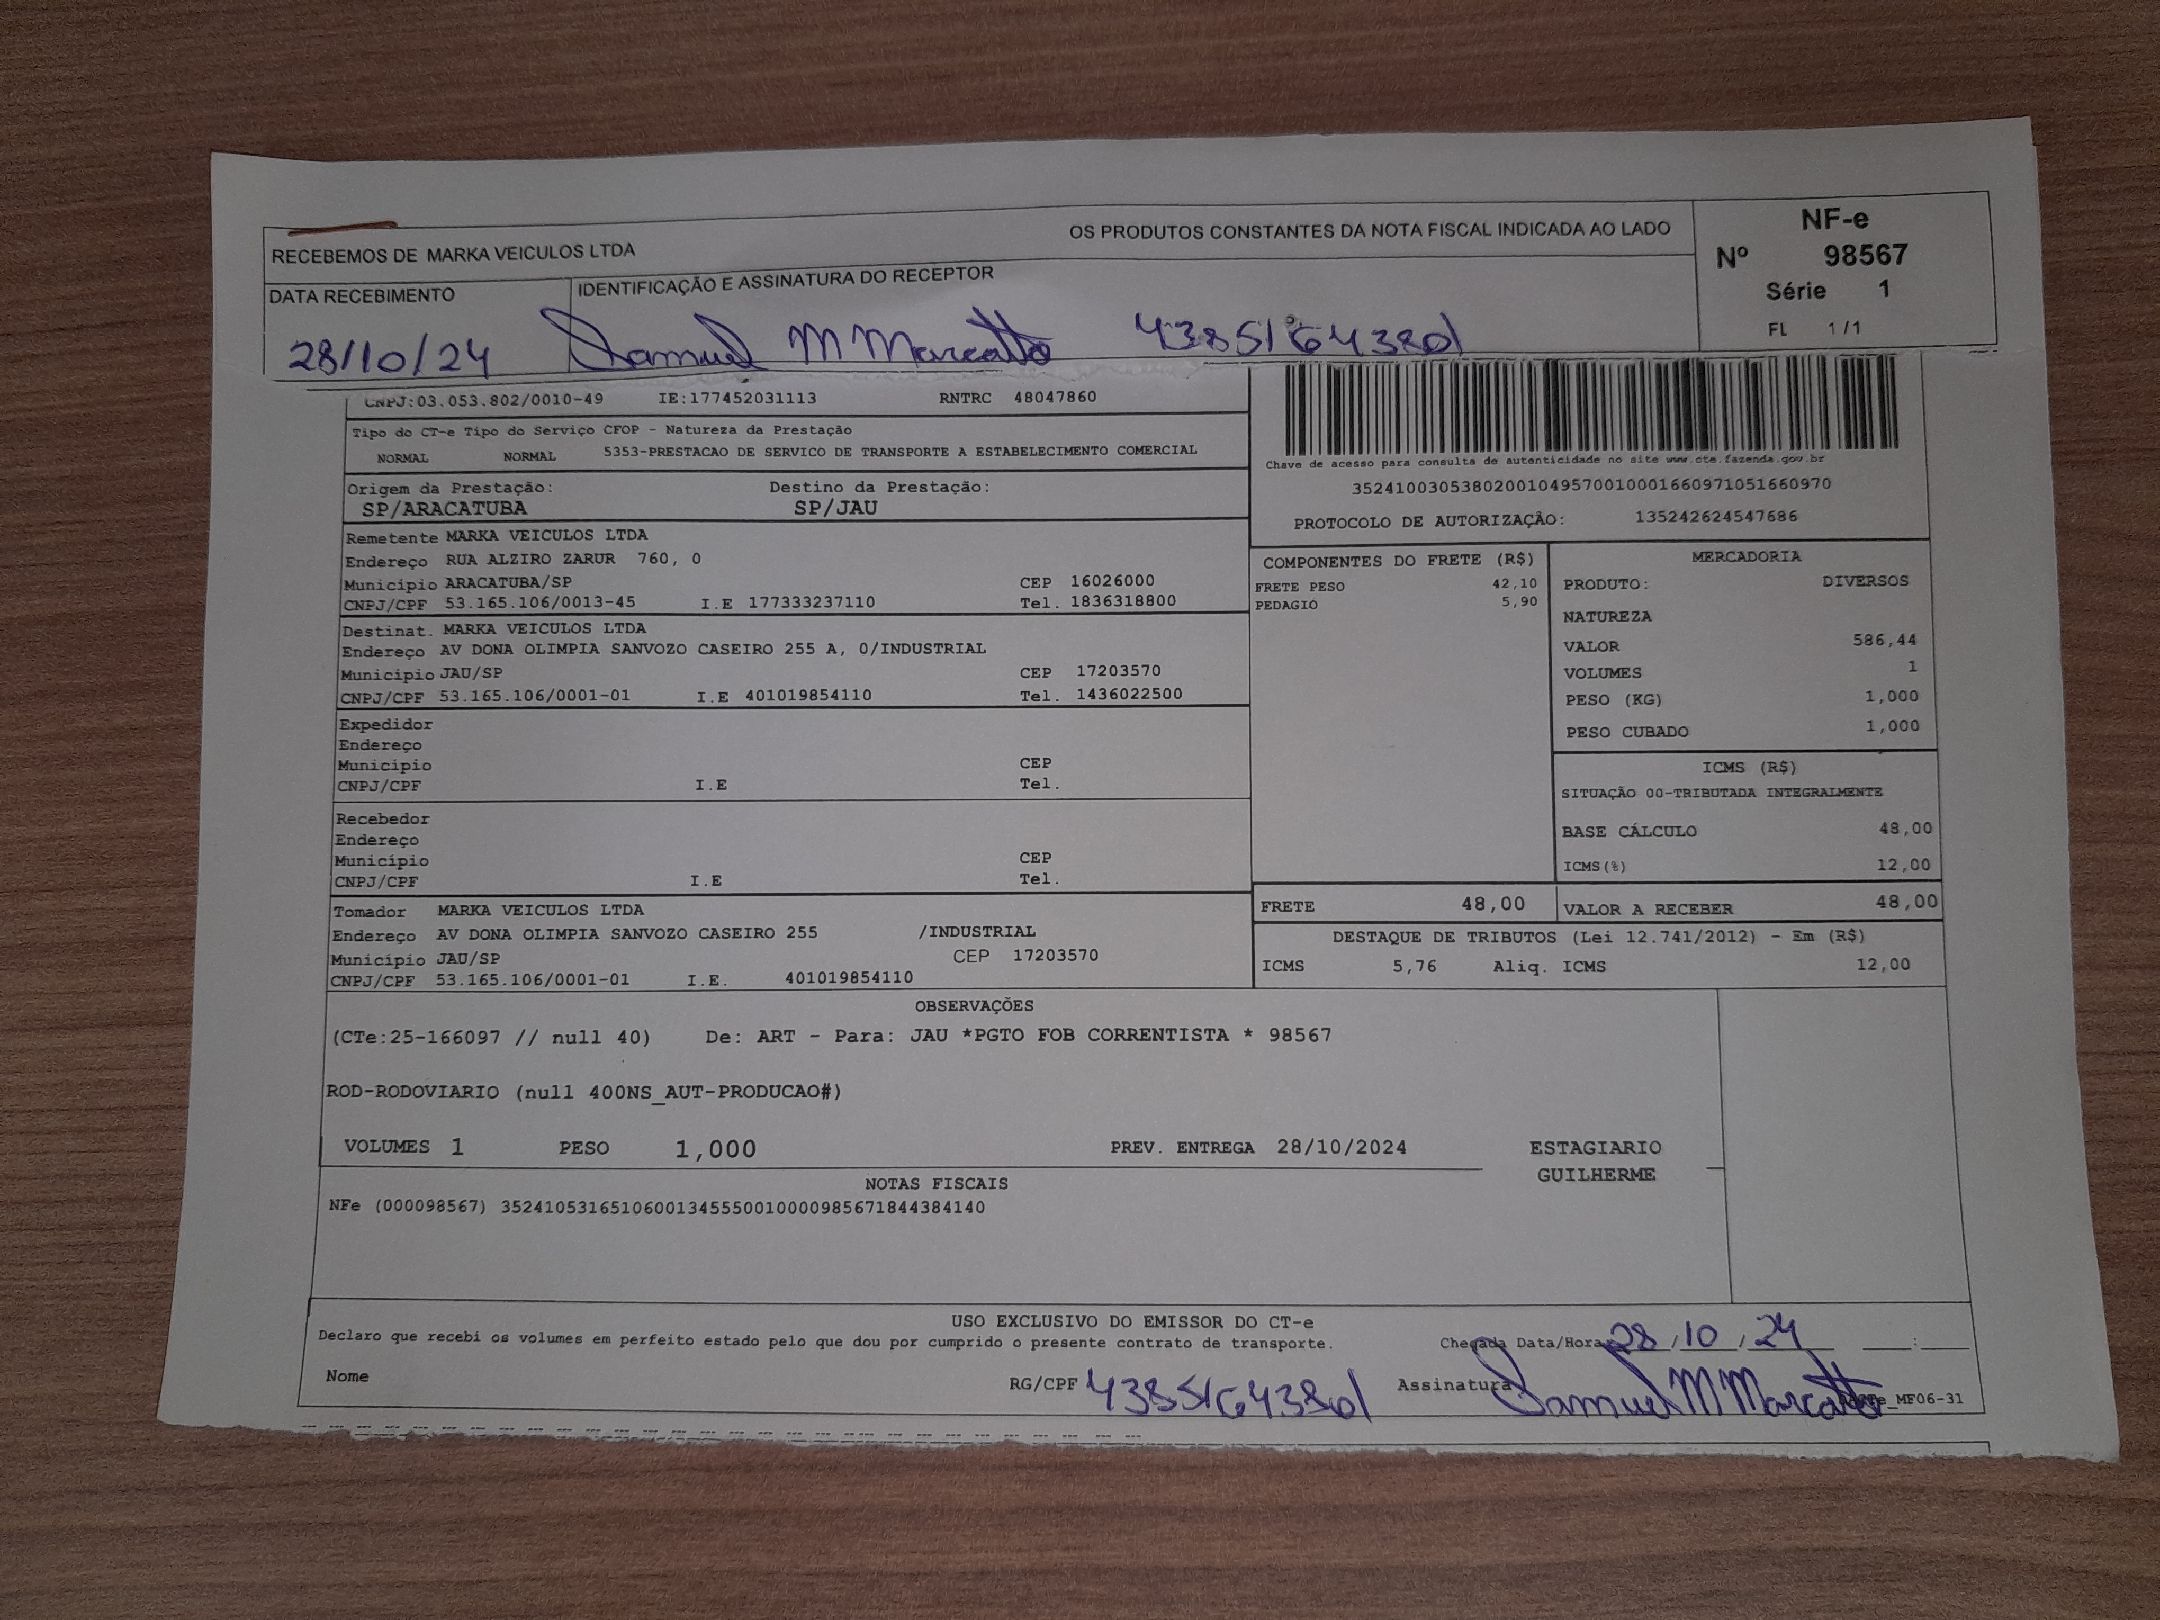 RECEBEMOS DE MARKA VEICULOS LTDA
OS PRODUTOS CONSTANTES DA NOTA FISCAL INDICADA AO LADO
NF-e
Nº 98567
Série 1
FL 1 /1
DATA RECEBIMENTO
IDENTIFICAÇÃO E ASSINATURA DO RECEPTOR
28/10/24 Samuel M Marcatto
CNPJ:03.053.802/0010-49 IE:177452031113 RNTRC 48047860
Tipo do CT-e Tipo do Serviço CFOP - Natureza da Prestação
NORMAL NORMAL 5353-PRESTACAO DE SERVICO DE TRANSPORTE A ESTABELECIMENTO COMERCIAL
Chave de acesso para consulta de autenticidade no site www.cte.fazenda.gov.br
35241003053802001049570010001660971051660970
PROTOCOLO DE AUTORIZAÇÃO: 135242624547686
Origem da Prestação: Destino da Prestação:
SP/ARACATUBA SP/JAU
Remetente MARKA VEICULOS LTDA
Endereço RUA ALZIRO ZARUR 760, 0
Município ARACATUBA/SP CEP 16026000
CNPJ/CPF 53.165.106/0013-45 I.E 177333237110 Tel. 1836318800
Destinat. MARKA VEICULOS LTDA
Endereço AV DONA OLIMPIA SANVOZO CASEIRO 255 A, 0/INDUSTRIAL
Município JAU/SP CEP 17203570
CNPJ/CPF 53.165.106/0001-01 I.E 401019854110 Tel. 1436022500
Expedidor
Endereço
Município CEP
CNPJ/CPF I.E Tel.
Recebedor
Endereço
Município CEP
CNPJ/CPF I.E Tel.
Tomador MARKA VEICULOS LTDA
Endereço AV DONA OLIMPIA SANVOZO CASEIRO 255 /INDUSTRIAL
Município JAU/SP CEP 17203570
CNPJ/CPF 53.165.106/0001-01 I.E. 401019854110
COMPONENTES DO FRETE (R$)
FRETE PESO 42,10
PEDAGIO 5,90
MERCADORIA
PRODUTO: DIVERSOS
NATUREZA
VALOR 586,44
VOLUMES 1
PESO (KG) 1,000
PESO CUBADO 1,000
ICMS (R$)
SITUAÇÃO 00-TRIBUTADA INTEGRALMENTE
BASE CÁLCULO 48,00
ICMS(%) 12,00
FRETE 48,00 VALOR A RECEBER 48,00
DESTAQUE DE TRIBUTOS (Lei 12.741/2012) - Em (R$)
ICMS 5,76 Aliq. ICMS 12,00
OBSERVAÇÕES
(CTe:25-166097 // null 40) De: ART - Para: JAU *PGTO FOB CORRENTISTA * 98567
ROD-RODOVIARIO (null 400NS_AUT-PRODUCAO#)
VOLUMES 1 PESO 1,000 PREV. ENTREGA 28/10/2024 ESTAGIARIO
GUILHERME
NOTAS FISCAIS
NFe (000098567) 35241053165106001345550010000985671844384140
USO EXCLUSIVO DO EMISSOR DO CT-e
Declaro que recebi os volumes em perfeito estado pelo que dou por cumprido o presente contrato de transporte. Chegada Data/Hora 28/10/24 :
Nome RG/CPF Assinatura Samuel M Marcatto MF06-31